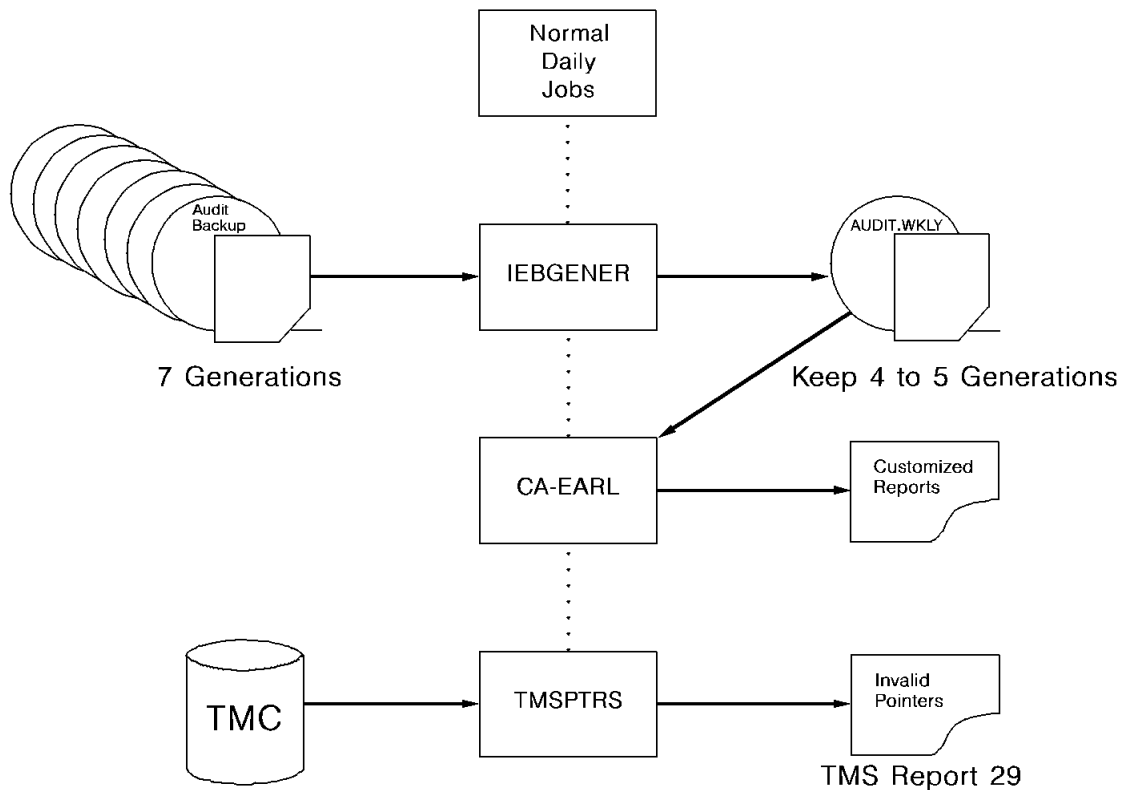 Normal
Daily
Jobs
Audit
Backup
IEBGENER
AUDIT.WKLY
7 Generations
Keep 4 to 5 Generations
CA-EARL
Customized
Reports
TMC
TMSPTRS
Invalid
Pointers
TMS Report 29